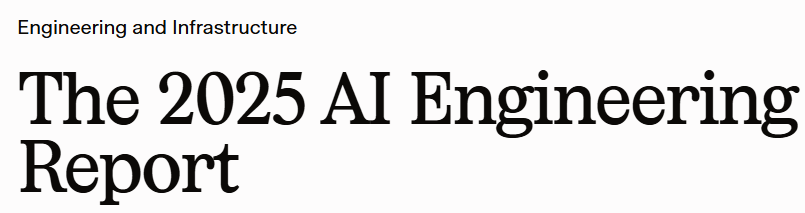 Engineering and Infrastructure
The 2025 AI Engineering
Report